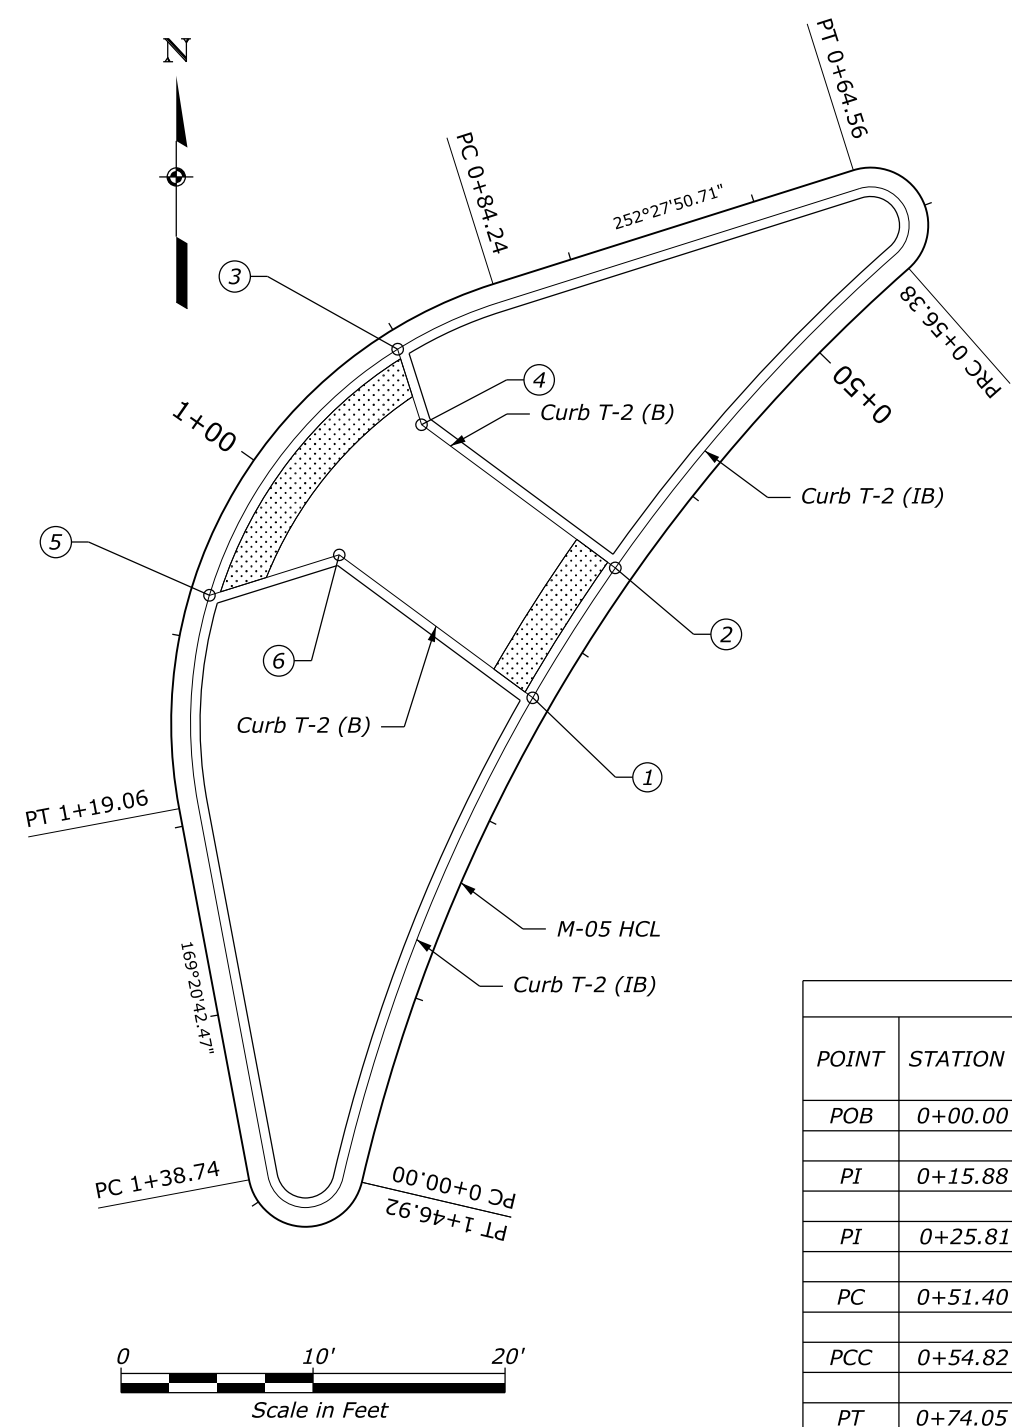 N
PT 0+64.56
PC 0+84.24
252°27'50.71"
3
PRC 0+56.38
4
0+50
Curb T-2 (B)
1+00
Curb T-2 (IB)
5
2
6
Curb T-2 (B)
1
PT 1+19.06
M-05 HCL
169°20'42.47"
Curb T-2 (IB)
PC 1+38.74
PC 0+00.00
PT 1+46.92
0 10' 20'
Scale in Feet
POINT STATION
POB 0+00.00
PI 0+15.88
PI 0+25.81
PC 0+51.40
PCC 0+54.82
PT 0+74.05